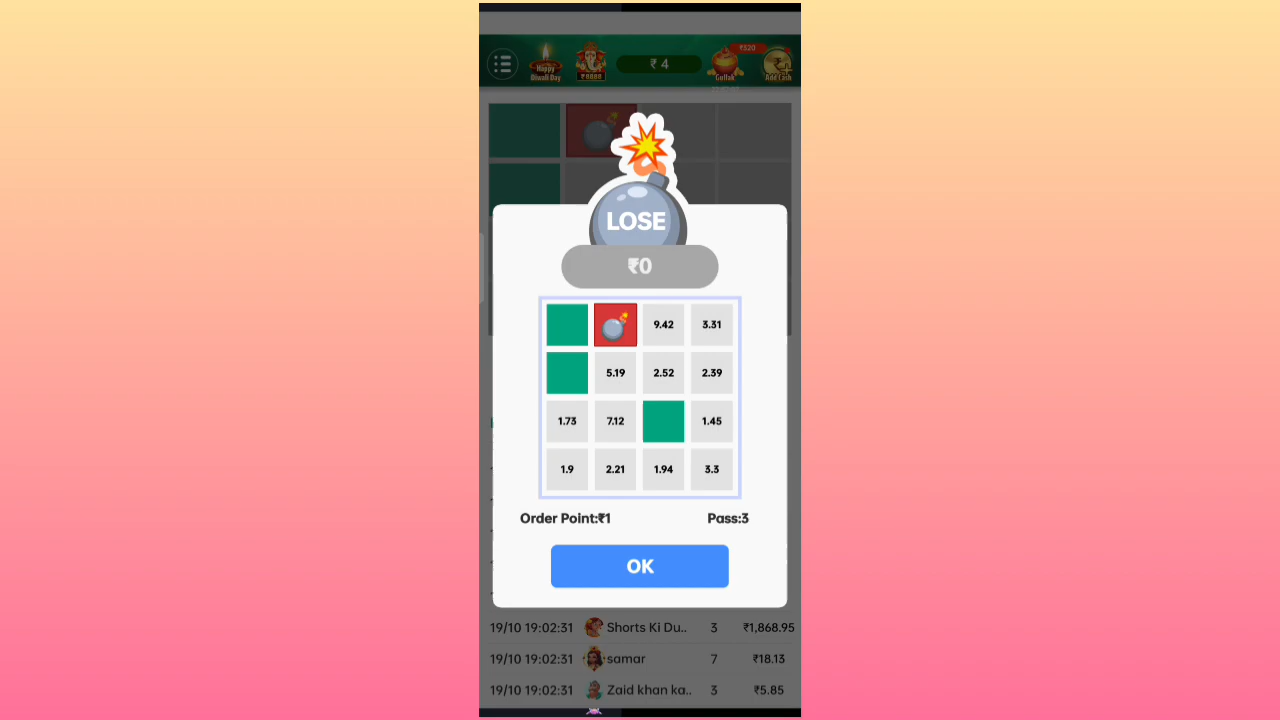 Happy
Diwali Day
₹8888
₹ 4
₹320
Gullak
Add Cash
LOSE
₹0
9.42 3.31
5.19 2.52 2.39
1.73 7.12 1.45
1.9 2.21 1.94 3.3
Order Point:₹1 Pass:3
OK
19/10 19:02:31 Shorts Ki Du.. 3 ₹1,868.95
19/10 19:02:31 samar 7 ₹18.13
19/10 19:02:31 Zaid khan ka.. 3 ₹5.85